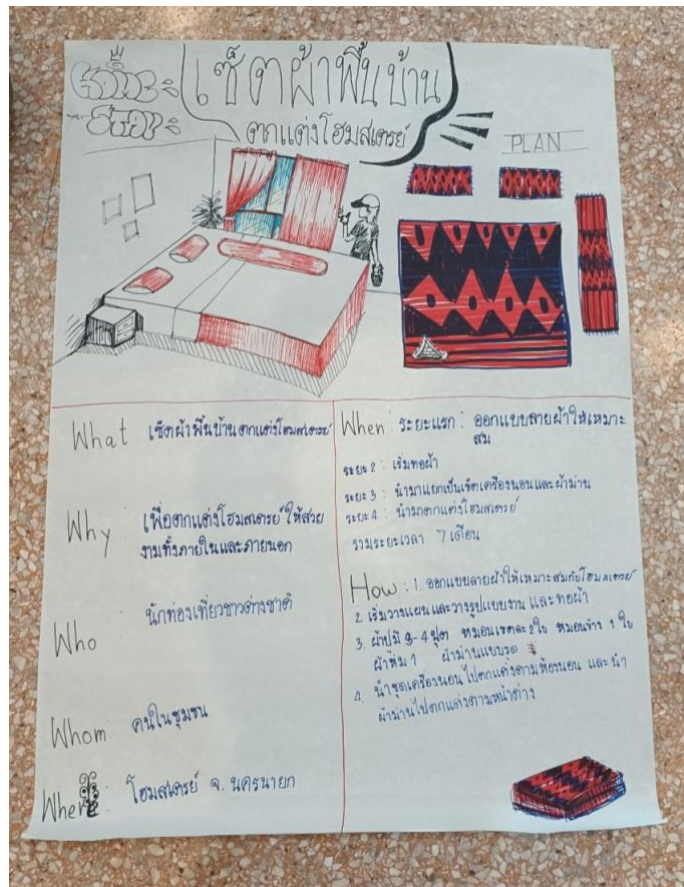 Home
Stay
เซ็ตผ้าพื้นบ้าน
ตกแต่งโฮมสเตรย์
PLAN
What เซ็ตผ้าพื้นบ้านตกแต่งโฮมสเตรย์
Why : เพื่อตกแต่งโฮมสเตรย์ให้สวย
งามทั้งภายในและภายนอก
Who : นักท่องเที่ยวชาวต่างชาติ
Whom : คนในชุมชน
Where : โฮมสเตรย์ จ. นครนายก
When : ระยะแรก : ออกแบบลายผ้าให้เหมาะ
สม
ระยะ 2 : เริ่มทอผ้า
ระยะ 3 : นำมาแยกเป็นเซ็ตเครื่องนอนและผ้าม่าน
ระยะ 4 : นำมาตกแต่งโฮมสเตรย์
รวมระยะเวลา 7 เดือน
How : 1. ออกแบบลายผ้าให้เหมาะสมกับโฮมสเตรย์
2. เริ่มวางแผนและวางรูปแบบงาน และทอผ้า
3. ผ้าปูมี 3-4 ฟุต หมอนเซตละ 2 ใบ หมอนข้าง 1 ใบ
ผ้าห่ม 1 ผ้าม่านแบบรูด
4. นำชุดเครื่องนอนไปตกแต่งตามห้องนอน และนำ
ผ้าม่านไปตกแต่งตามหน้าต่าง